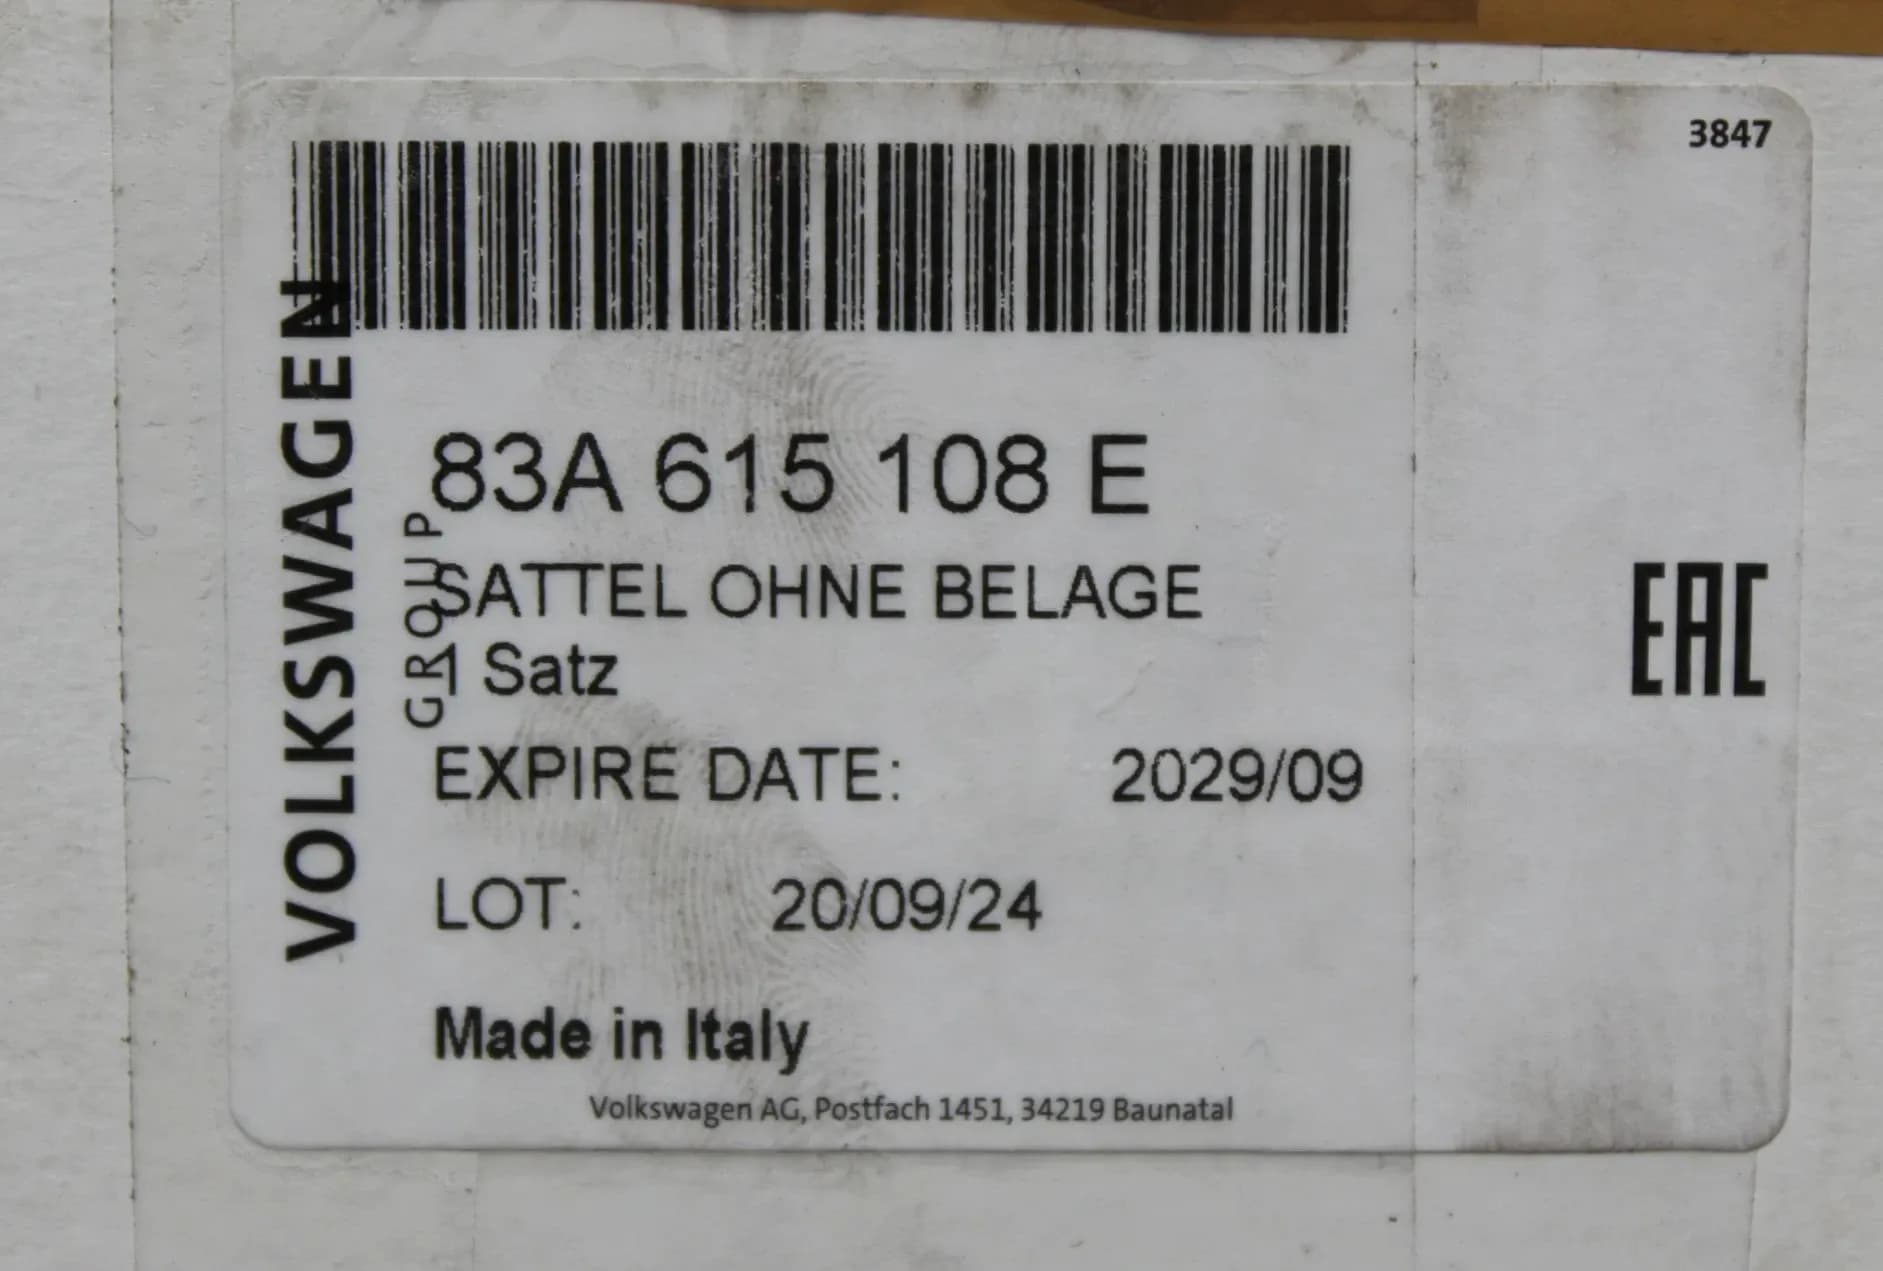 3847
VOLKSWAGEN
GROUP
83A 615 108 E
SATTEL OHNE BELAGE
1 Satz
EAC
EXPIRE DATE: 2029/09
LOT: 20/09/24
Made in Italy
Volkswagen AG, Postfach 1451, 34219 Baunatal